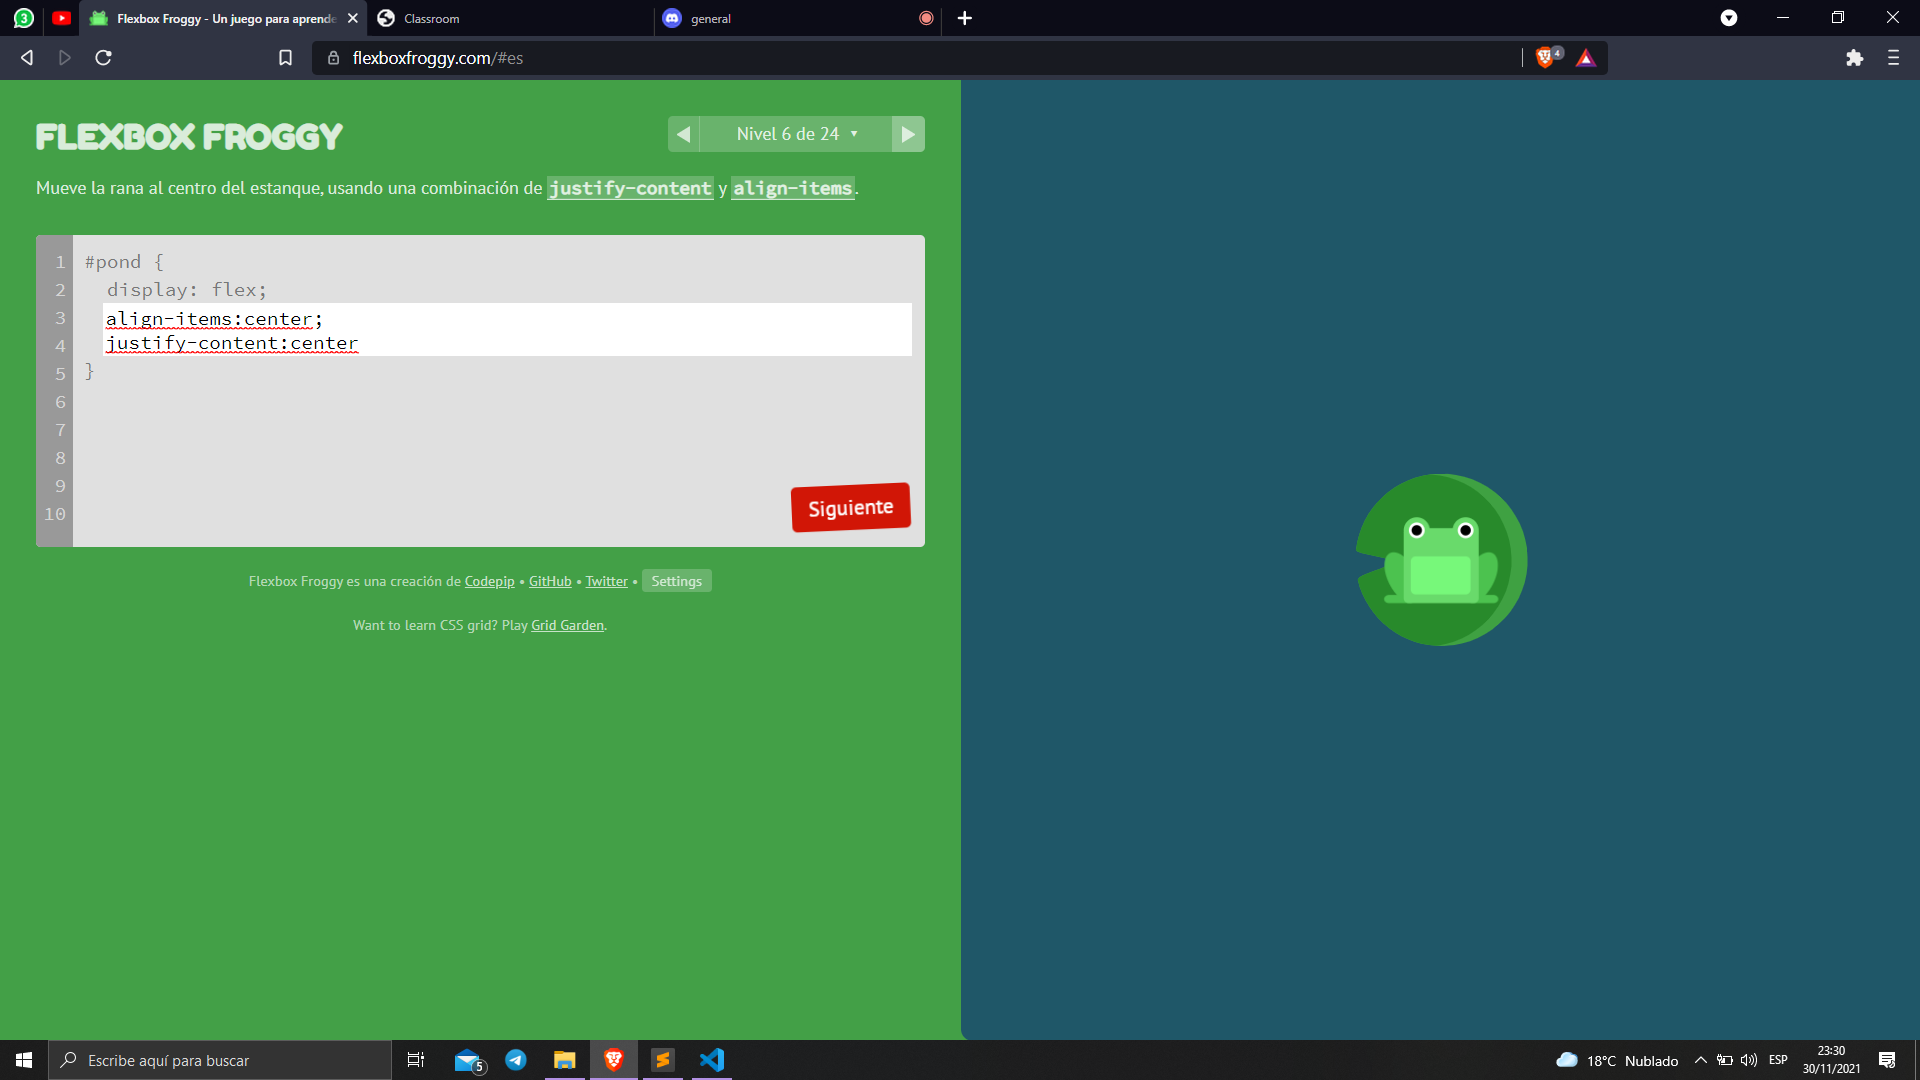 3
Flexbox Froggy - Un juego para aprende
Classroom
general
flexboxfroggy.com/#es
4
FLEXBOX FROGGY
Nivel 6 de 24
Mueve la rana al centro del estanque, usando una combinación de justify-content y align-items.
1 #pond {
2 display: flex;
3 align-items:center;
4 justify-content:center
5 }
6
7
8
9
10
Siguiente
Flexbox Froggy es una creación de Codepip • GitHub • Twitter • Settings
Want to learn CSS grid? Play Grid Garden.
Escribe aquí para buscar
5
18°C Nublado
ESP
23:30
30/11/2021